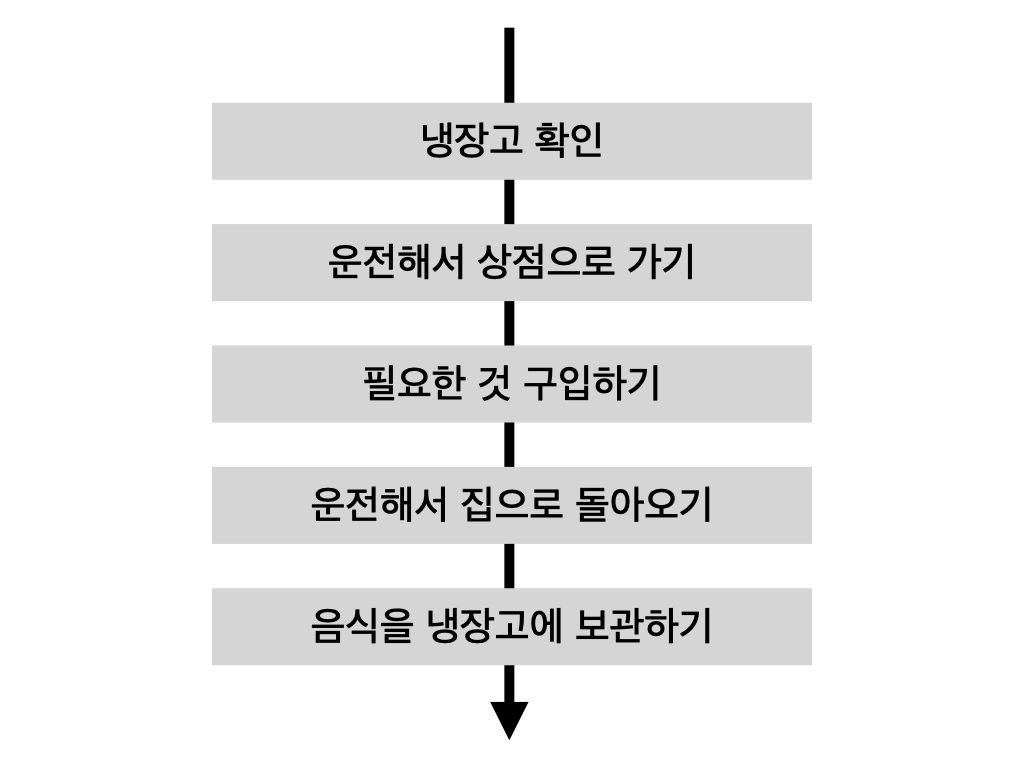 냉장고 확인
운전해서 상점으로 가기
필요한 것 구입하기
운전해서 집으로 돌아오기
음식을 냉장고에 보관하기